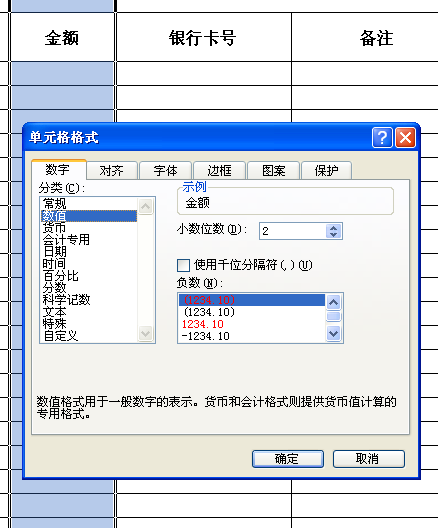 金额 银行卡号 备注
单元格格式
数字 对齐 字体 边框 图案 保护
分类(C):
常规
数值
货币
会计专用
日期
时间
百分比
分数
科学记数
文本
特殊
自定义
示例
金额
小数位数(D): 2
使用千位分隔符(,)(U)
负数(N):
(1234.10)
(1234.10)
1234.10
-1234.10
数值格式用于一般数字的表示。货币和会计格式则提供货币值计算的
专用格式。
确定 取消